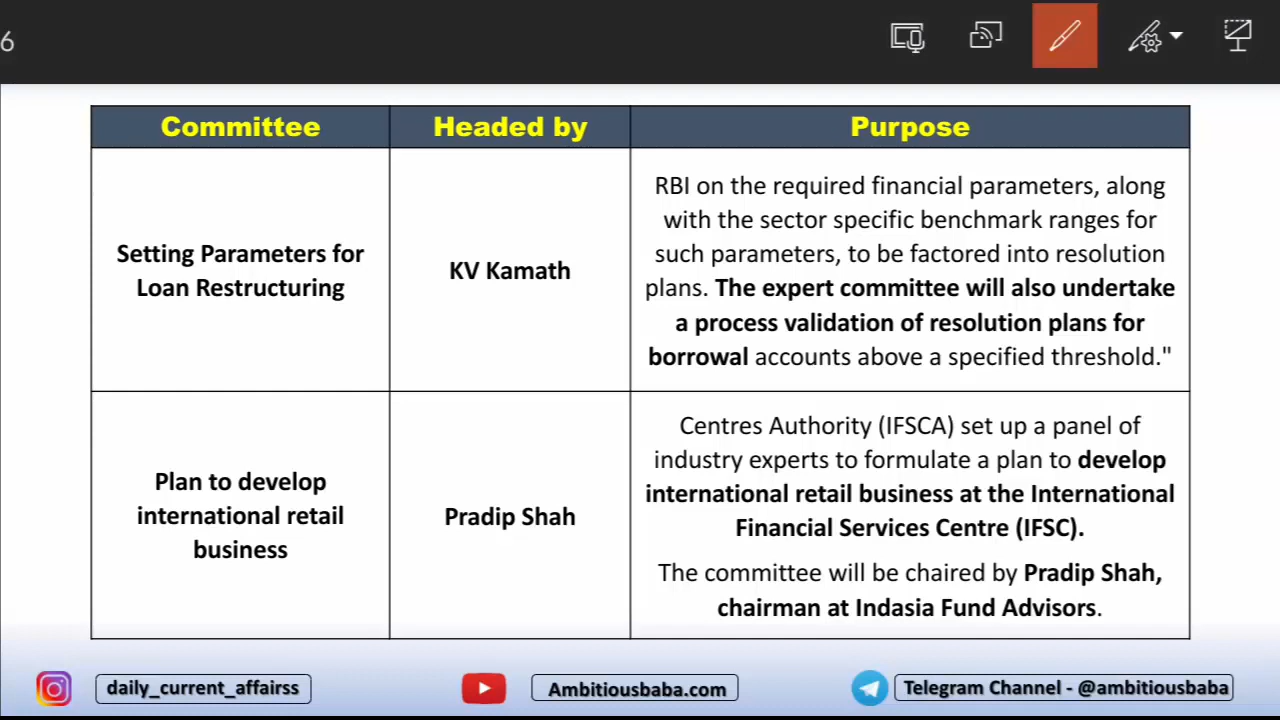 6
Committee
Headed by
Purpose
Setting Parameters for
Loan Restructuring
KV Kamath
RBI on the required financial parameters, along
with the sector specific benchmark ranges for
such parameters, to be factored into resolution
plans. The expert committee will also undertake
a process validation of resolution plans for
borrowal accounts above a specified threshold."
Plan to develop
international retail
business
Pradip Shah
Centres Authority (IFSCA) set up a panel of
industry experts to formulate a plan to develop
international retail business at the International
Financial Services Centre (IFSC).
The committee will be chaired by Pradip Shah,
chairman at Indasia Fund Advisors.
daily_current_affairss
Ambitiousbaba.com
Telegram Channel - @ambitiousbaba